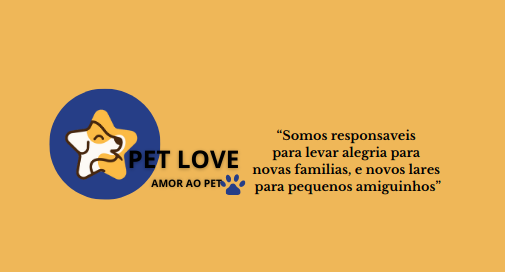 PET LOVE
AMOR AO PET
“Somos responsaveis
para levar alegria para
novas familias, e novos lares
para pequenos amiguinhos”